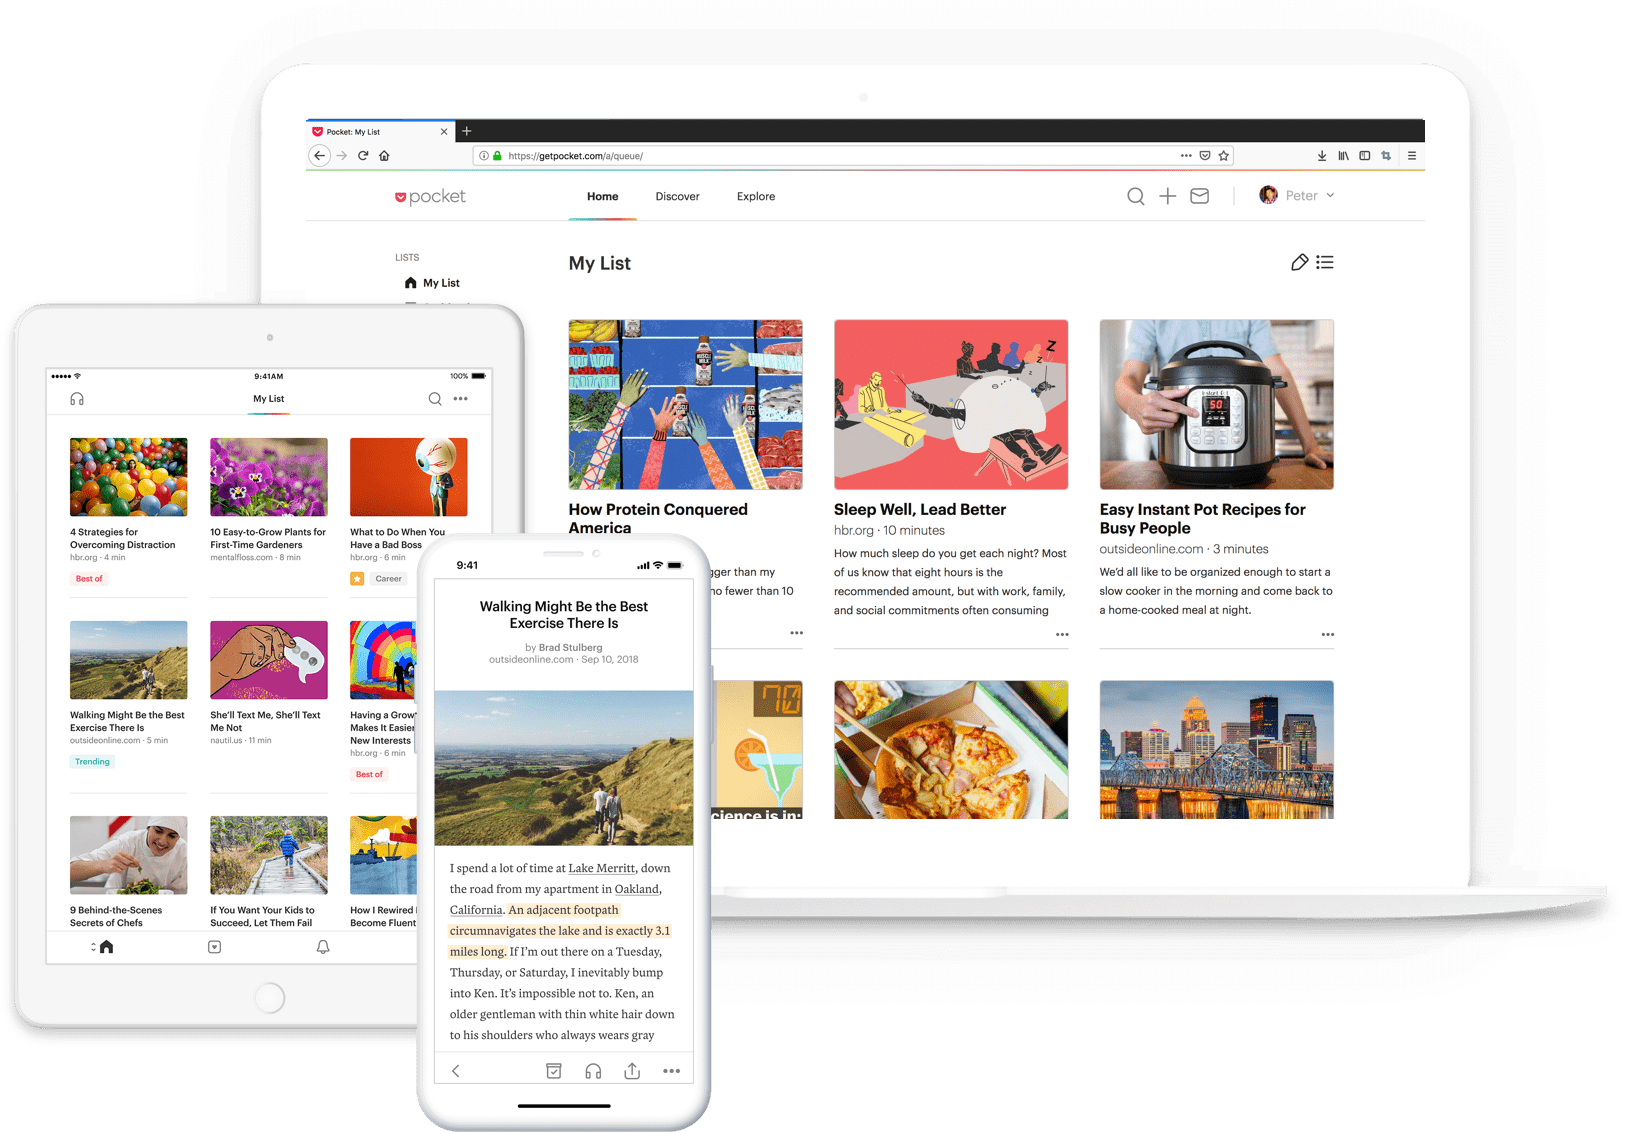 Pocket: My List
https://getpocket.com/a/queue/
pocket
Home
Discover
Explore
Peter
LISTS
My List
My List
How Protein Conquered
America
gger than my
no fewer than 10
Sleep Well, Lead Better
hbr.org · 10 minutes
How much sleep do you get each night? Most
of us know that eight hours is the
recommended amount, but with work, family,
and social commitments often consuming
Easy Instant Pot Recipes for
Busy People
outsideonline.com · 3 minutes
We'd all like to be organized enough to start a
slow cooker in the morning and come back to
a home-cooked meal at night.
MUSCLE
MILK
Z
50
70
cience is in:
9:41AM
100%
My List
4 Strategies for
Overcoming Distraction
hbr.org · 4 min
Best of
10 Easy-to-Grow Plants for
First-Time Gardeners
mentalfloss.com · 8 min
What to Do When You
Have a Bad Boss
hbr.org · 6 min
Career
Walking Might Be the Best
Exercise There Is
outsideonline.com · 5 min
Trending
She'll Text Me, She'll Text
Me Not
nautil.us · 11 min
Having a Grow
Makes It Easier
New Interests
hbr.org · 6 min
Best of
9 Behind-the-Scenes
Secrets of Chefs
If You Want Your Kids to
Succeed, Let Them Fail
How I Rewired
Become Fluent
9:41
Walking Might Be the Best
Exercise There Is
by Brad Stulberg
outsideonline.com · Sep 10, 2018
I spend a lot of time at Lake Merritt, down
the road from my apartment in Oakland,
California. An adjacent footpath
circumnavigates the lake and is exactly 3.1
miles long. If I'm out there on a Tuesday,
Thursday, or Saturday, I inevitably bump
into Ken. It's impossible not to. Ken, an
older gentleman with thin white hair down
to his shoulders who always wears gray